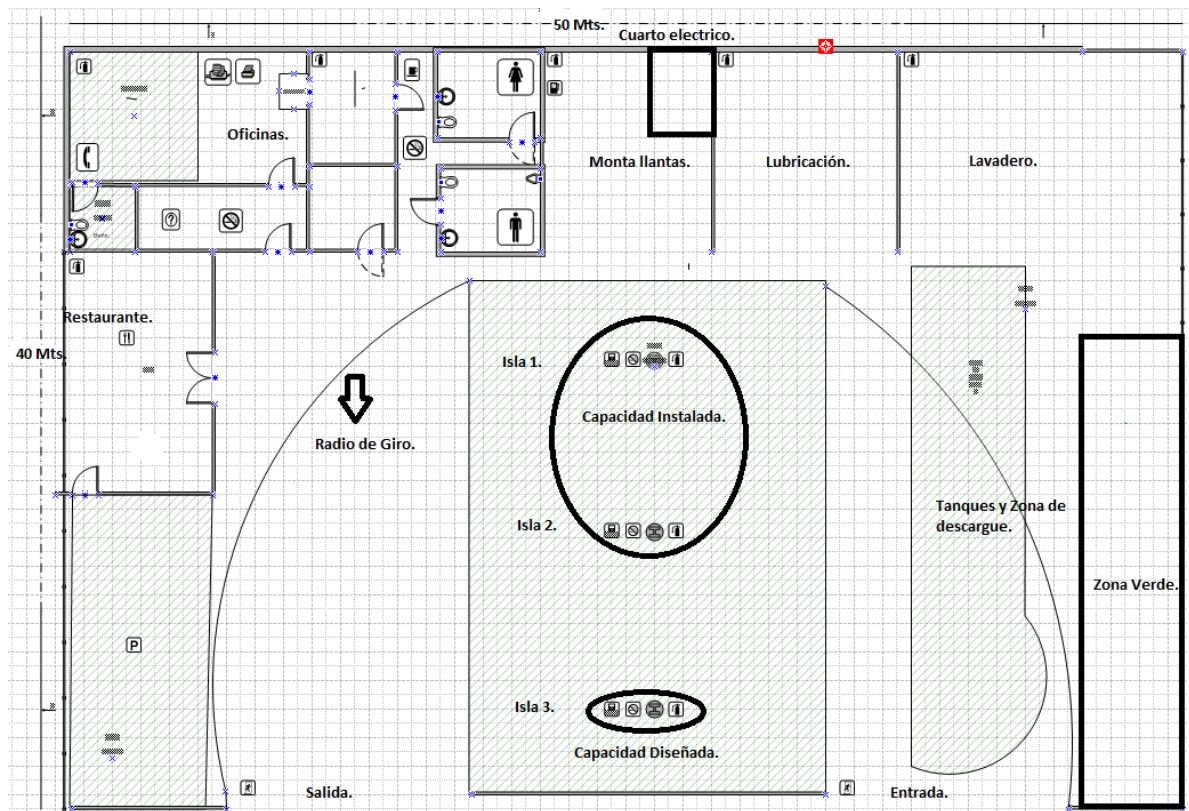 50 Mts.
Cuarto electrico.
Oficinas.
Monta llantas.
Lubricación.
Lavadero.
Restaurante.
40 Mts.
Isla 1.
Capacidad Instalada.
Radio de Giro.
Isla 2.
Tanques y Zona de
descargue.
Zona Verde.
P
Isla 3.
Capacidad Diseñada.
Salida.
Entrada.